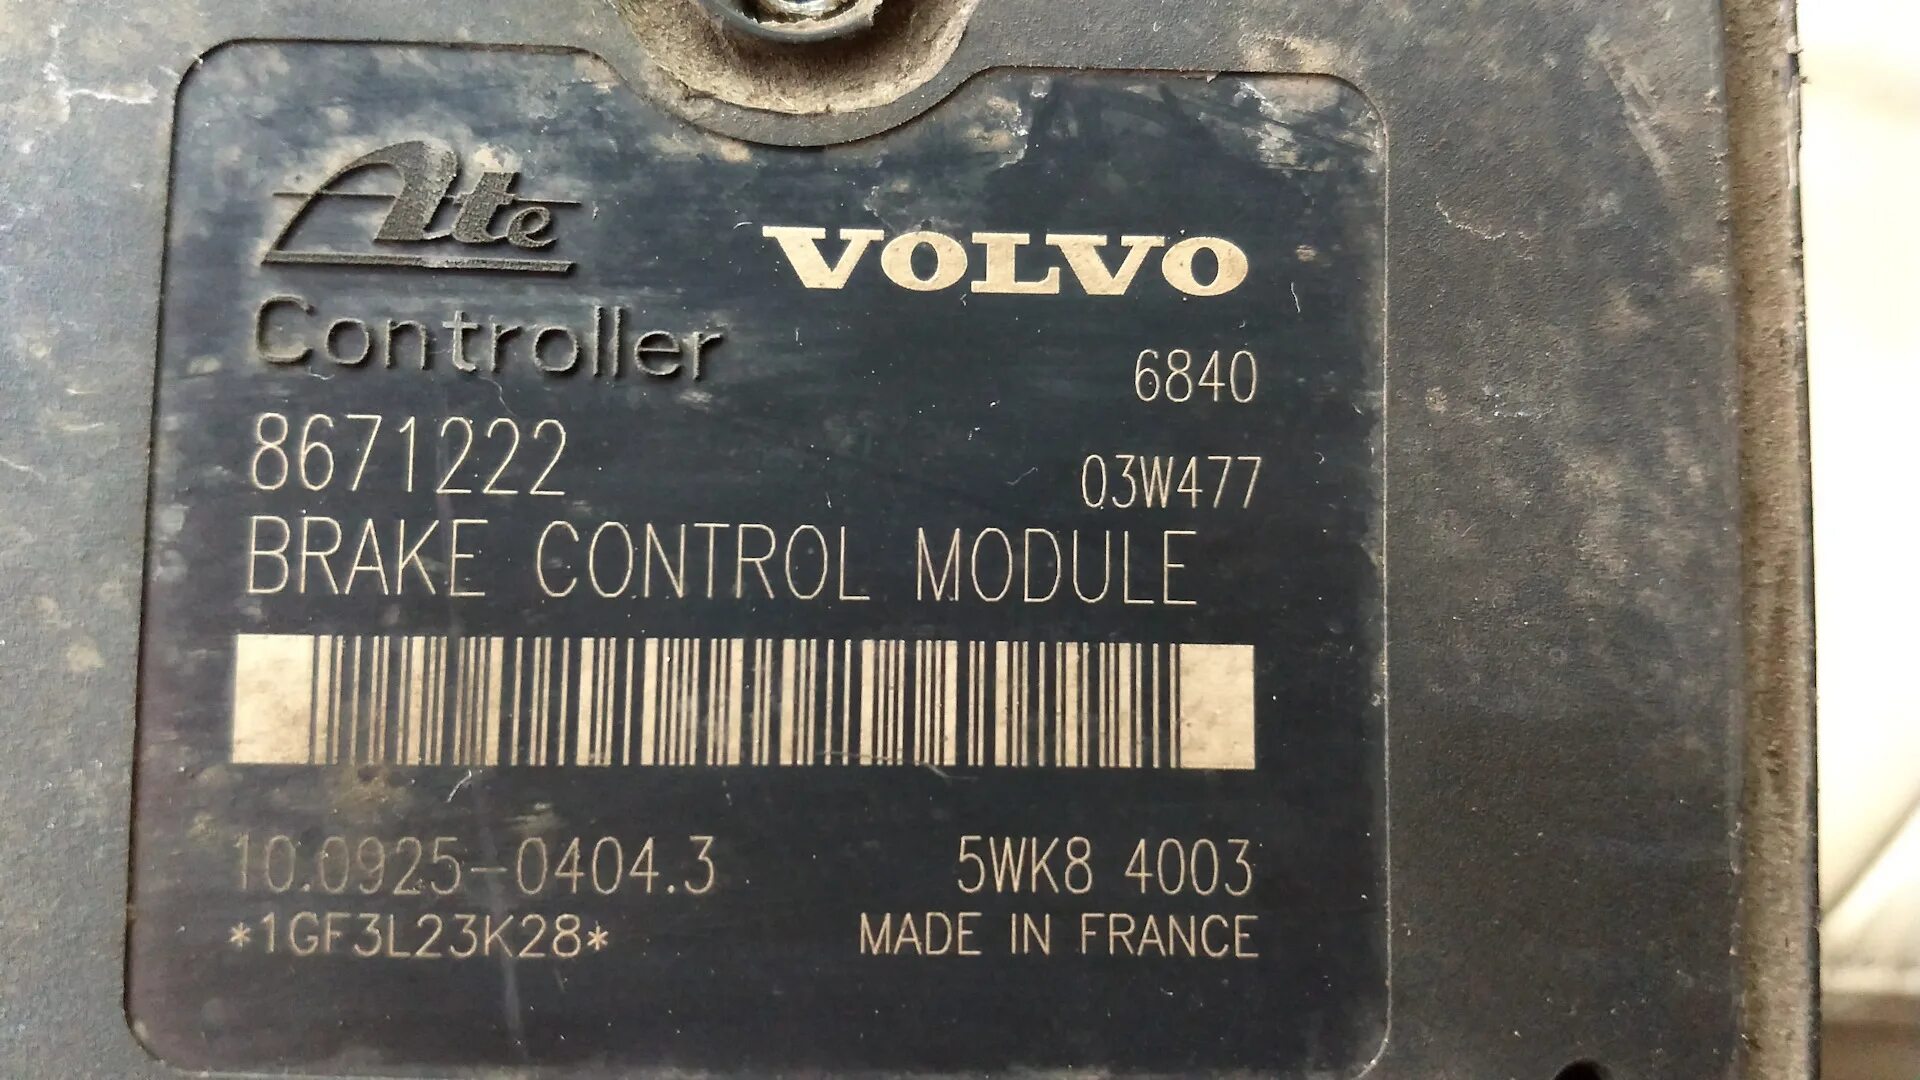 Ate
VOLVO
Controller
6840
8671222
03W477
BRAKE CONTROL MODULE
10.0925-0404.3
5WK8 4003
*1GF3L23K28*
MADE IN FRANCE